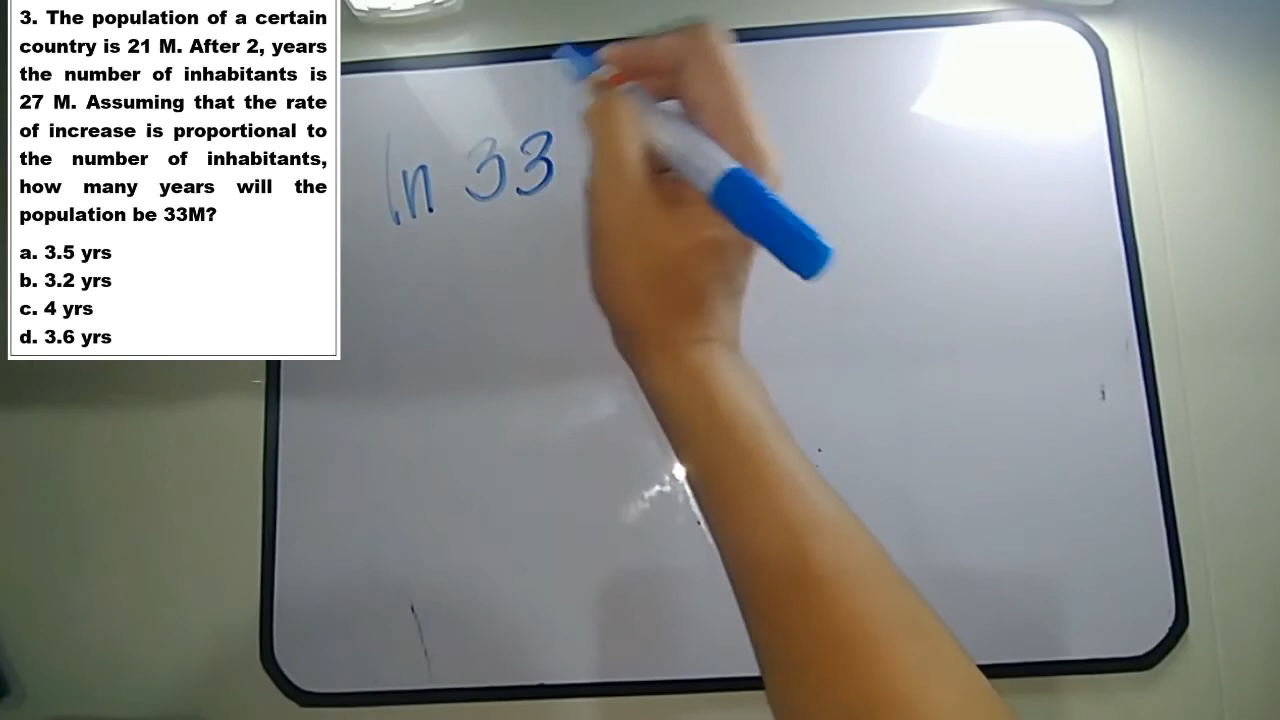 3. The population of a certain
country is 21 M. After 2, years
the number of inhabitants is
27 M. Assuming that the rate
of increase is proportional to
the number of inhabitants,
how many years will the
population be 33M?
a. 3.5 yrs
b. 3.2 yrs
c. 4 yrs
d. 3.6 yrs
ln 33